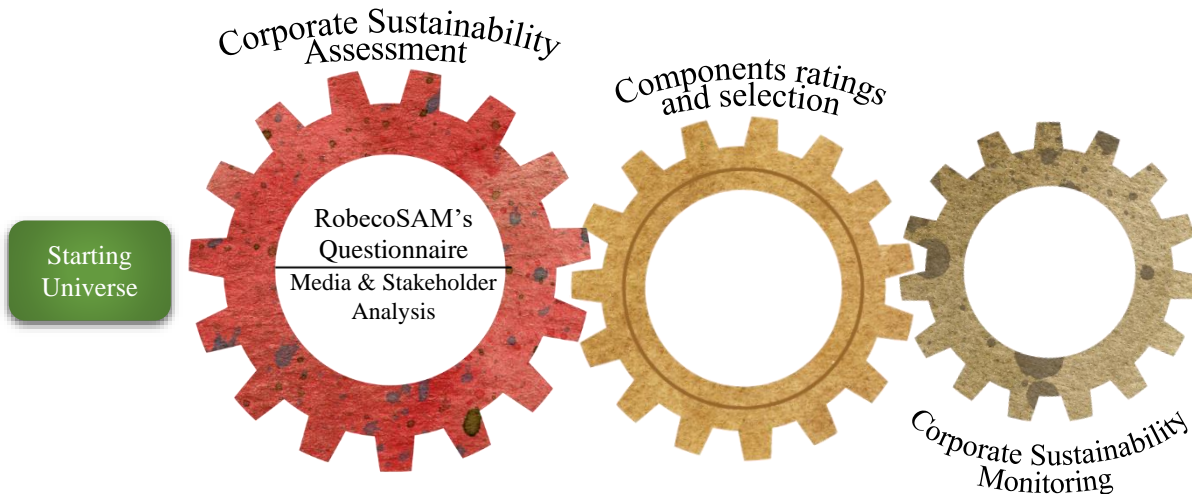 Starting
Universe
Corporate Sustainability
Assessment
RobecoSAM’s
Questionnaire
Media & Stakeholder
Analysis
Components ratings
and selection
Corporate Sustainability
Monitoring